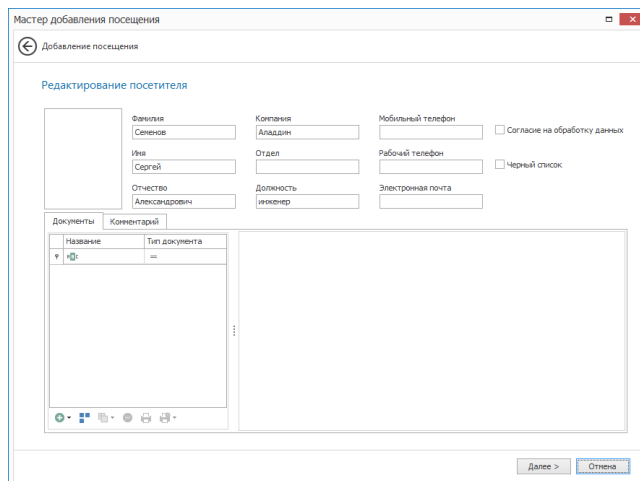 Мастер добавления посещения
Добавление посещения
Редактирование посетителя
Фамилия Компания Мобильный телефон
Семенов Аладдин Согласие на обработку данных
Имя Отдел Рабочий телефон
Сергей Черный список
Отчество Должность Электронная почта
Александрович инженер
Документы Комментарий
Название Тип документа
=
Далее > Отмена